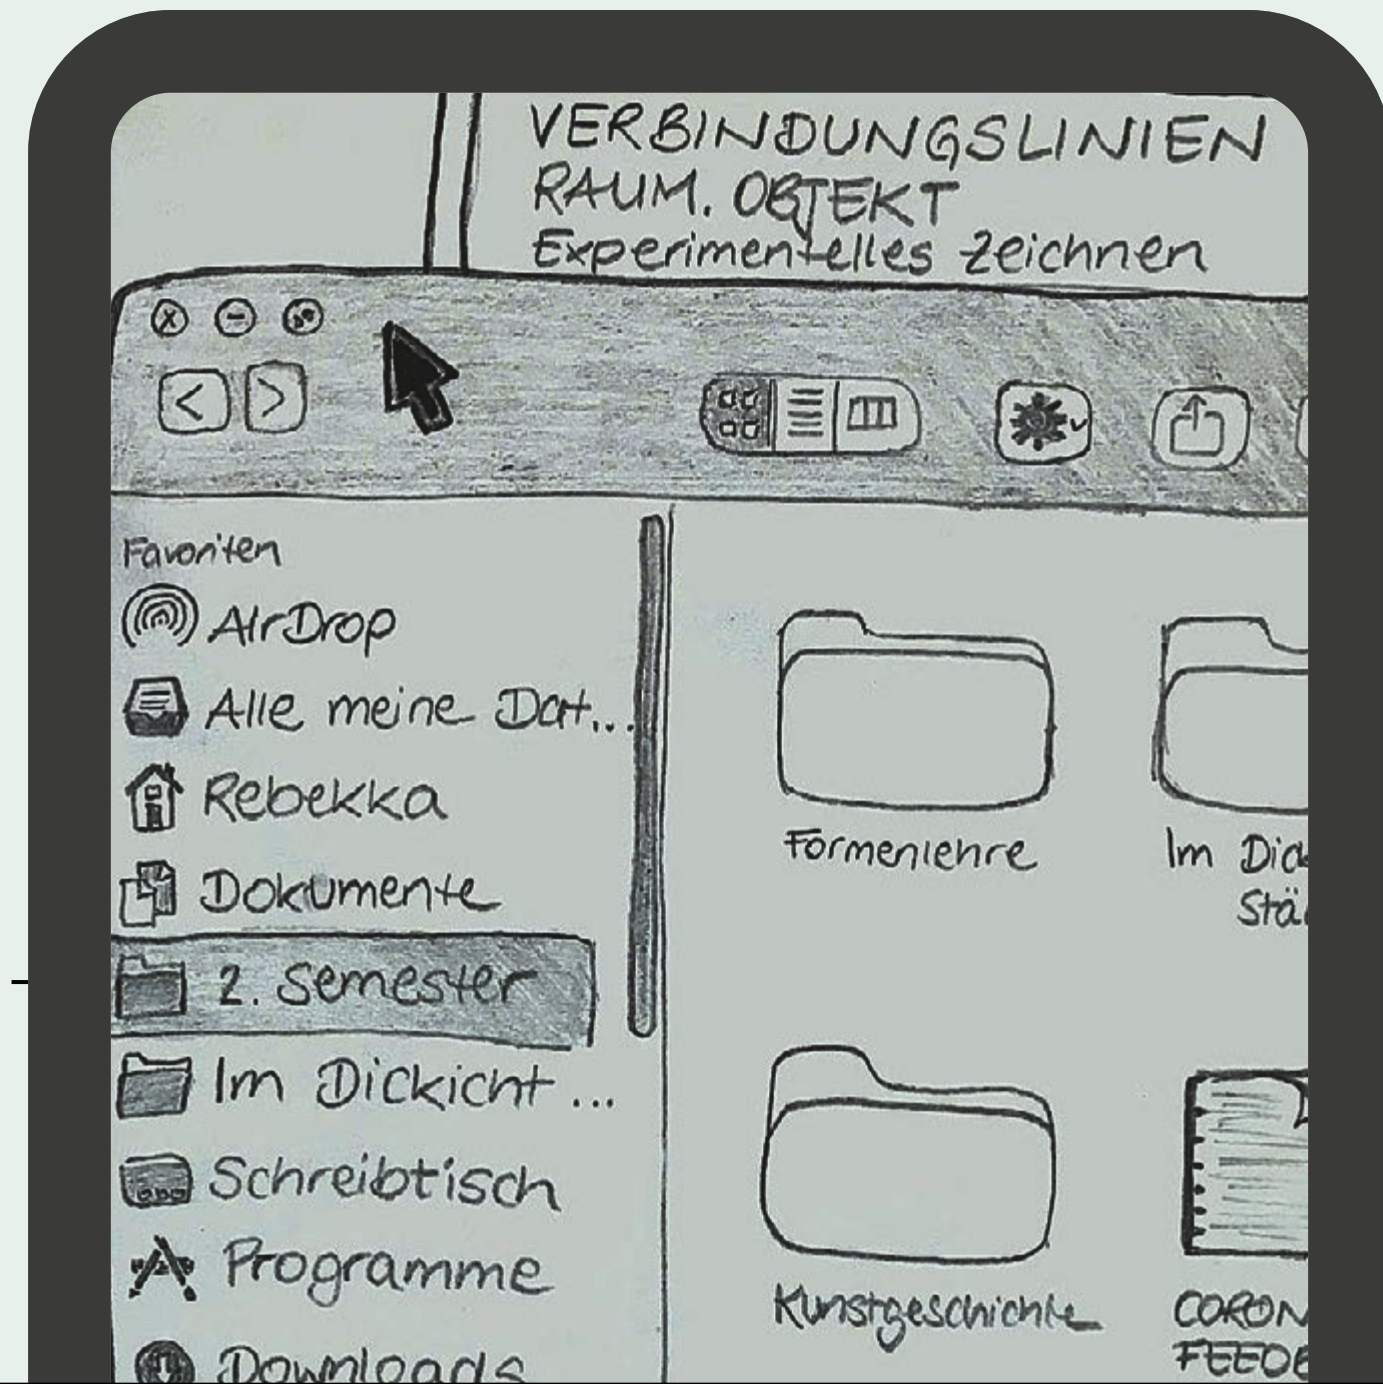 VERBINDUNGSLINIEN
RAUM. OBJEKT
Experimentelles Zeichnen
Favoriten
AirDrop
Alle meine Dat...
Rebekka
Dokumente
2. Semester
Im Dickicht ...
Schreibtisch
Programme
Downloads
Formenlehre
Im
Kunstgeschichte